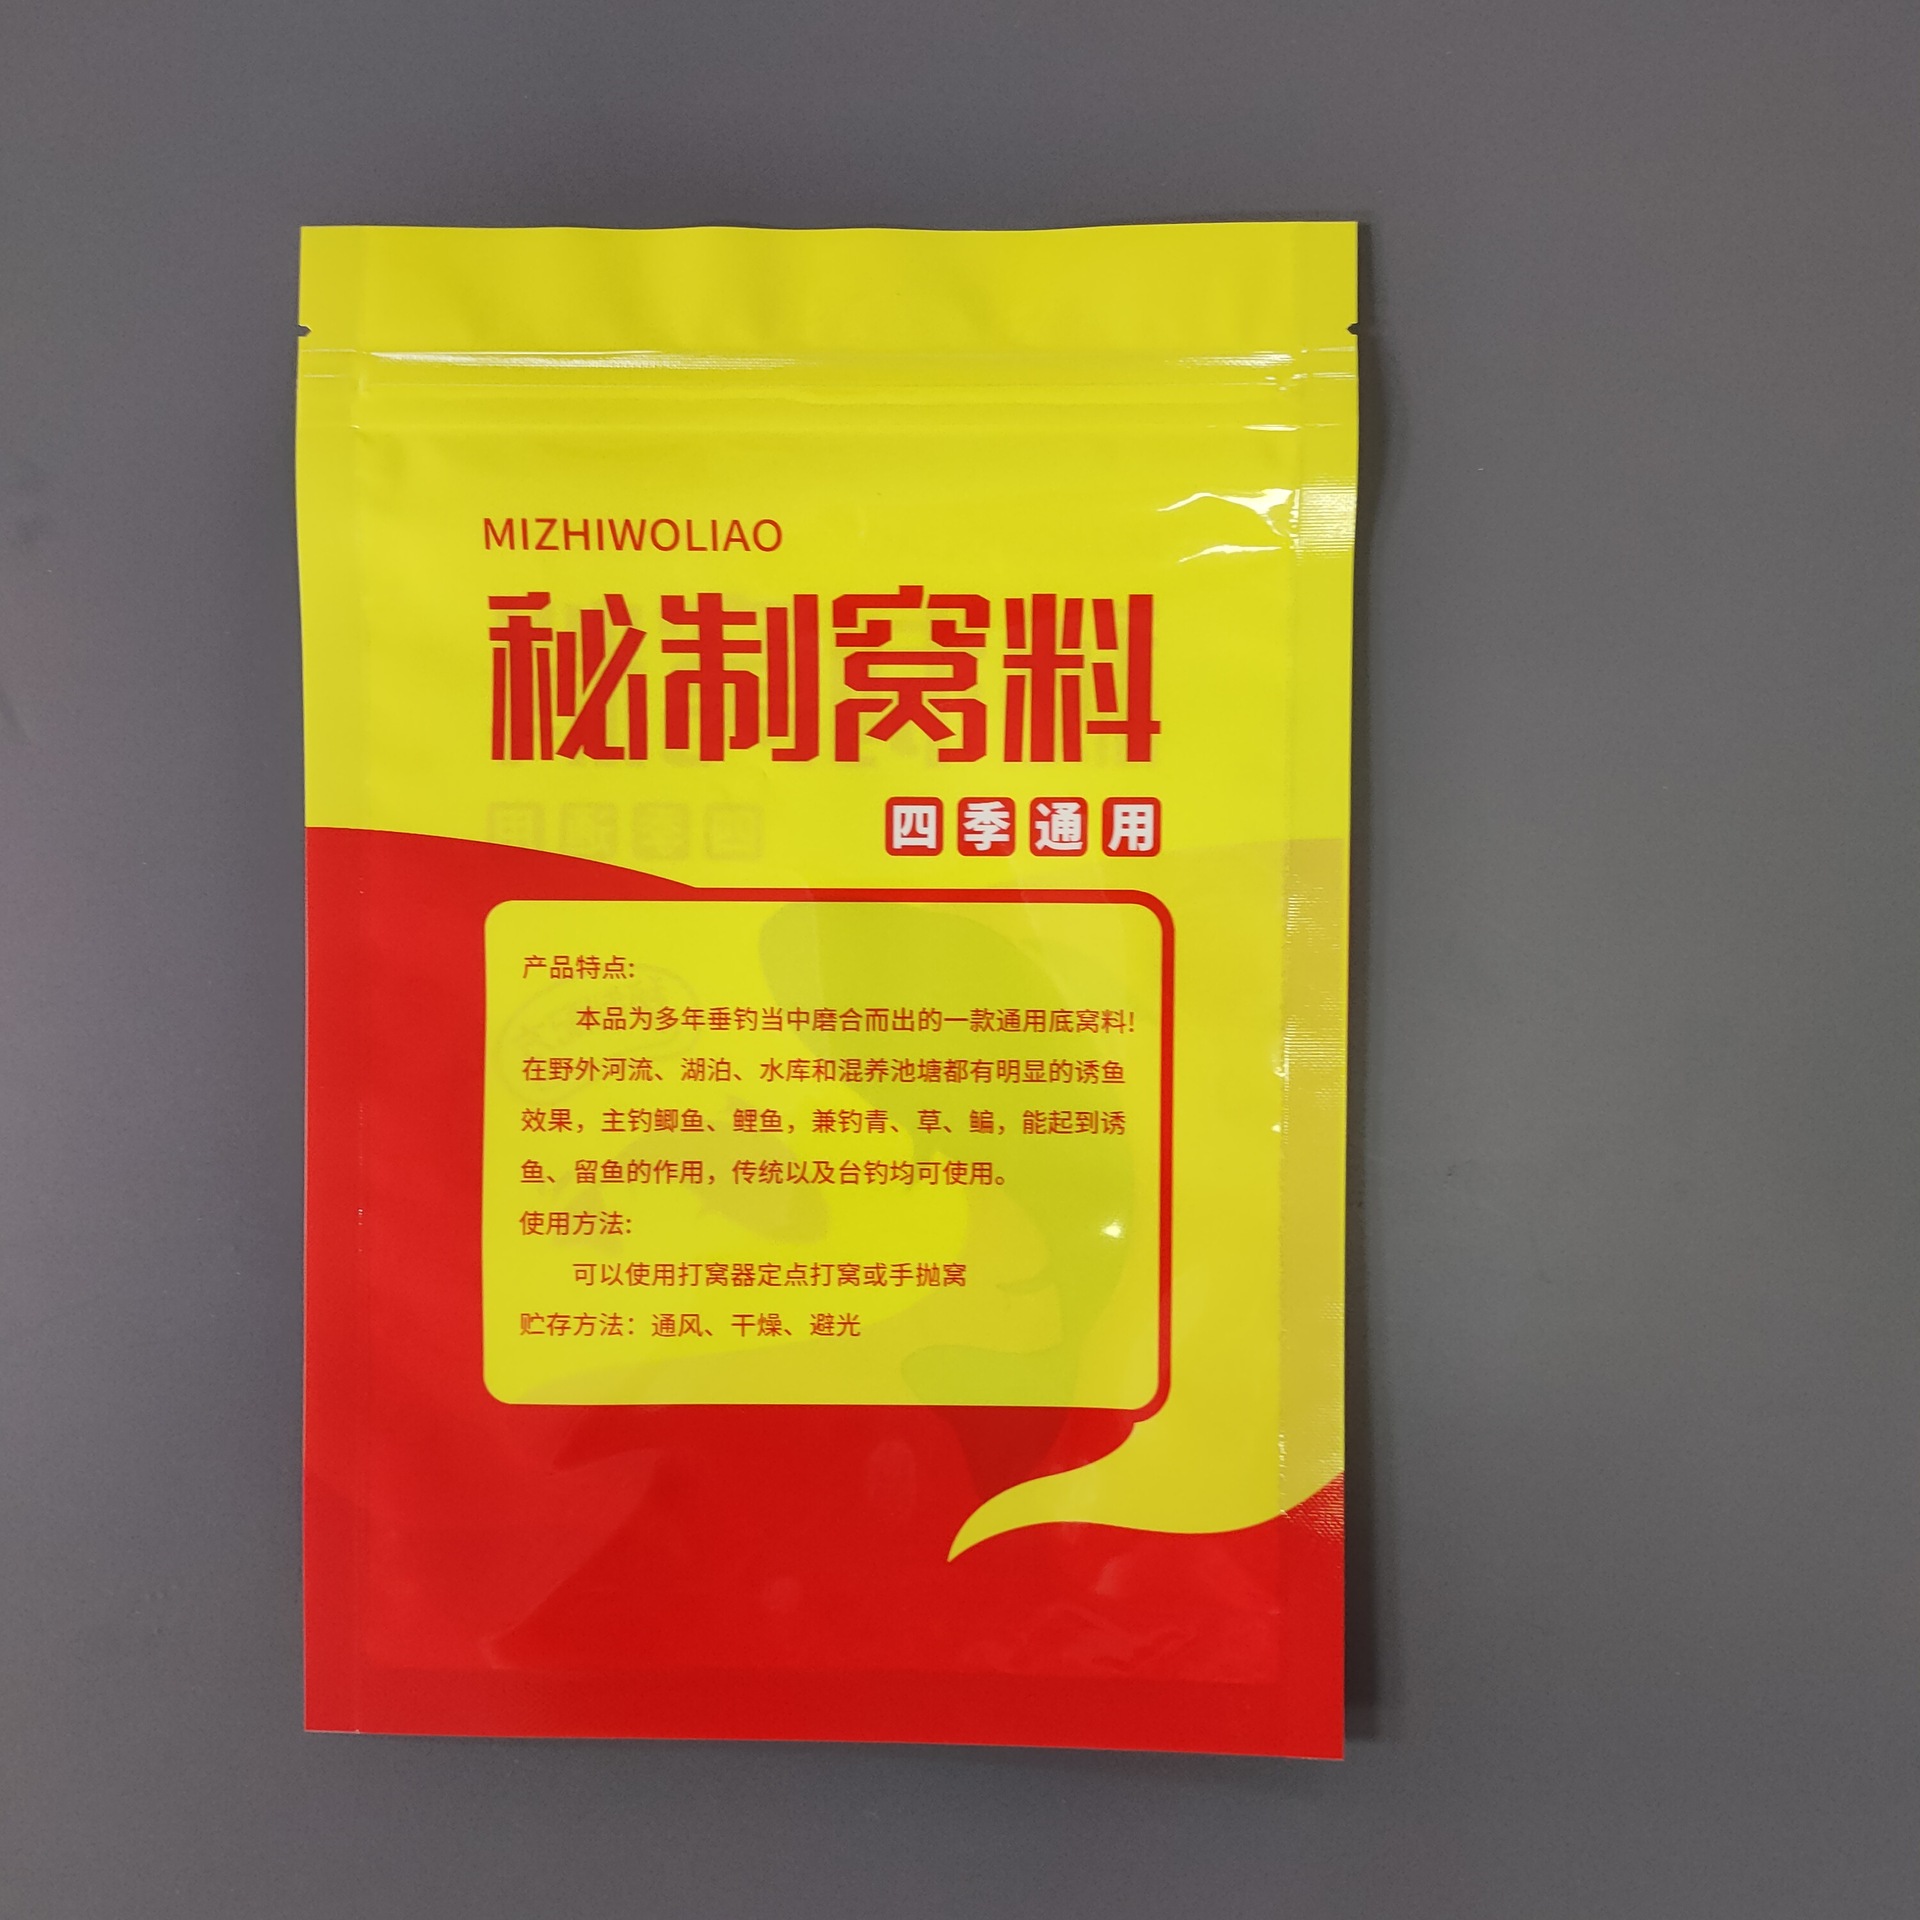 MIZHIWOLIAO
秘制窝料
四季通用
产品特点:
本品为多年垂钓当中磨合而出的一款通用底窝料!
在野外河流、湖泊、水库和混养池塘都有明显的诱鱼
效果，主钓鲫鱼、鲤鱼，兼钓青、草、鳊，能起到诱
鱼、留鱼的作用，传统以及台钓均可使用。
使用方法:
可以使用打窝器定点打窝或手抛窝
贮存方法：通风、干燥、避光